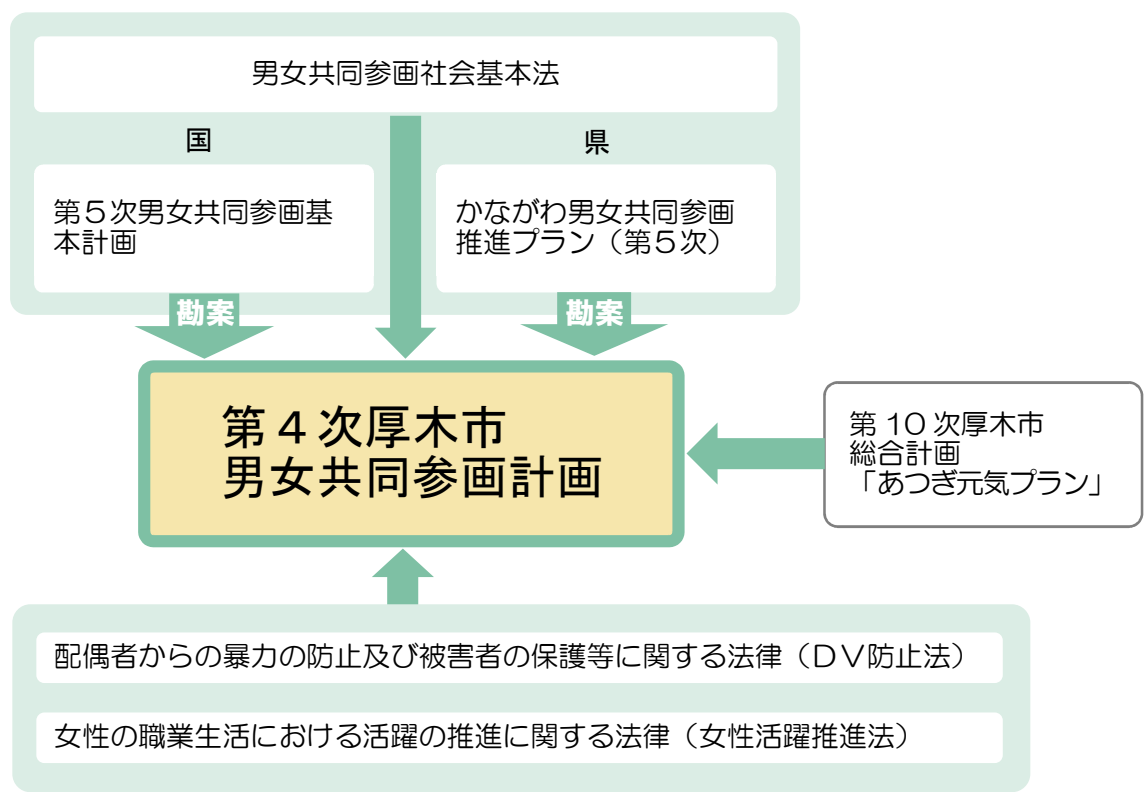 男女共同参画社会基本法
国
県
第５次男女共同参画基
本計画
かながわ男女共同参画
推進プラン（第５次）
勘案
勘案
第４次厚木市
男女共同参画計画
第 10 次厚木市
総合計画
「あつぎ元気プラン」
配偶者からの暴力の防止及び被害者の保護等に関する法律（ＤＶ防止法）
女性の職業生活における活躍の推進に関する法律（女性活躍推進法）